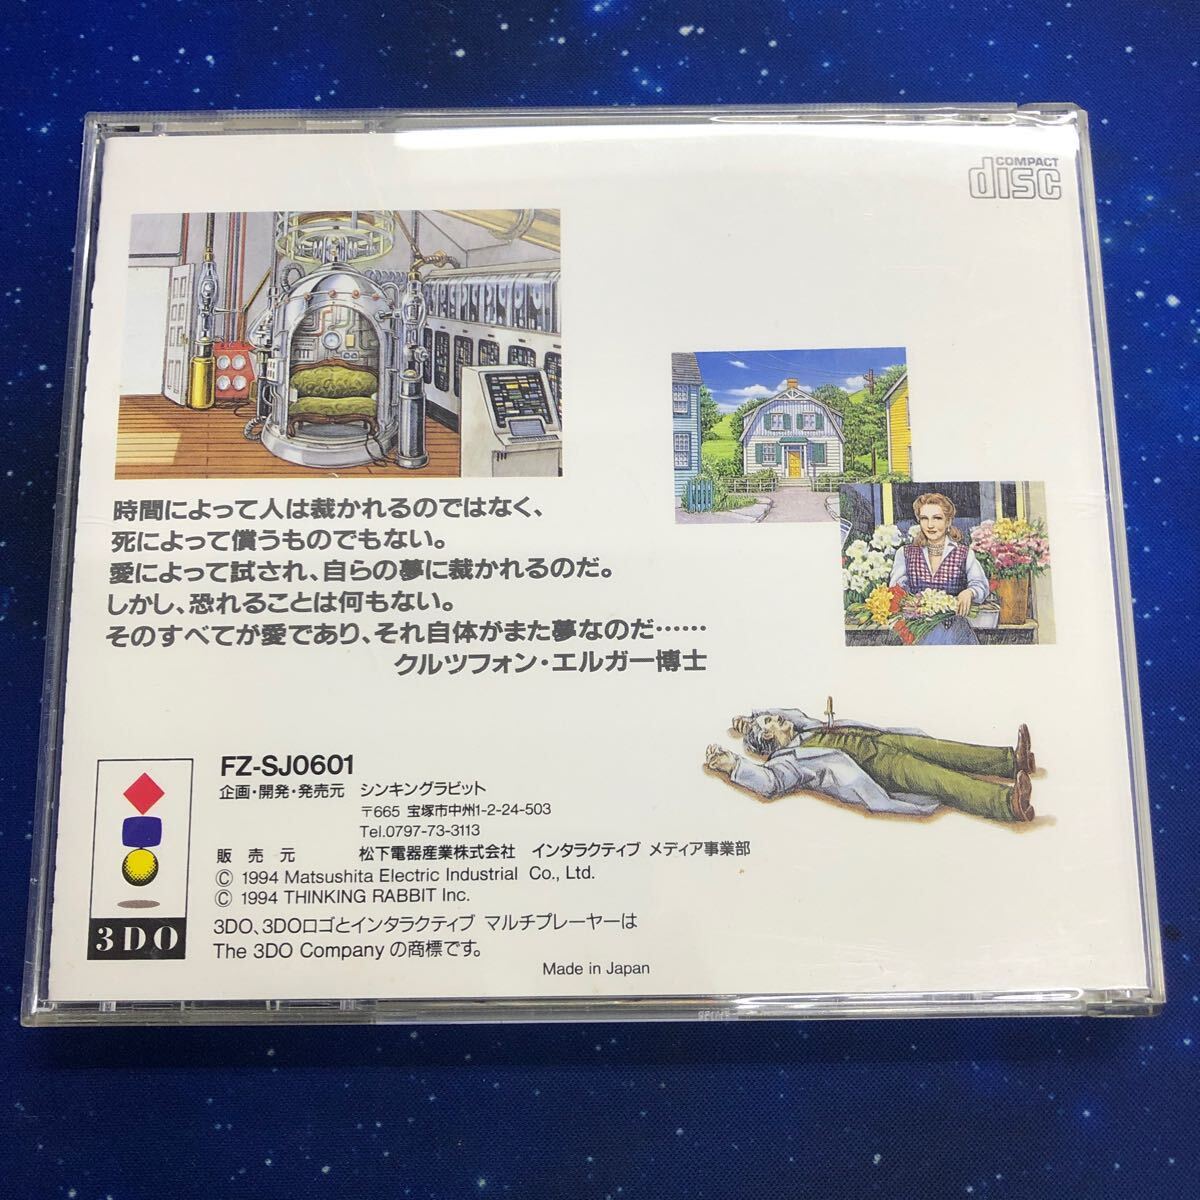 COMPACT
disc
時間によって人は裁かれるのではなく、
死によって償うものでもない。
愛によって試され、自らの夢に裁かれるのだ。
しかし、恐れることは何もない。
そのすべてが愛であり、それ自体がまた夢なのだ……
クルツフォン・エルガー博士
FZ-SJ0601
企画・開発・発売元 シンキングラビット
〒665 宝塚市中州1-2-24-503
Tel.0797-73-3113
販売元 松下電器産業株式会社 インタラクティブ メディア事業部
© 1994 Matsushita Electric Industrial Co., Ltd.
© 1994 THINKING RABBIT Inc.
3DO、3DOロゴとインタラクティブ マルチプレーヤーは
The 3DO Company の商標です。
3DO
Made in Japan